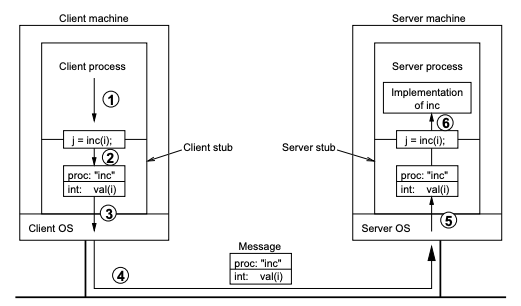 Client machine
Server machine
Client process
Server process
1
Implementation
of inc
6
j = inc(i);
j = inc(i);
2
Client stub
Server stub
proc: "inc"
int: val(i)
proc: "inc"
int: val(i)
3
5
Client OS
Server OS
Message
4
proc: "inc"
int: val(i)